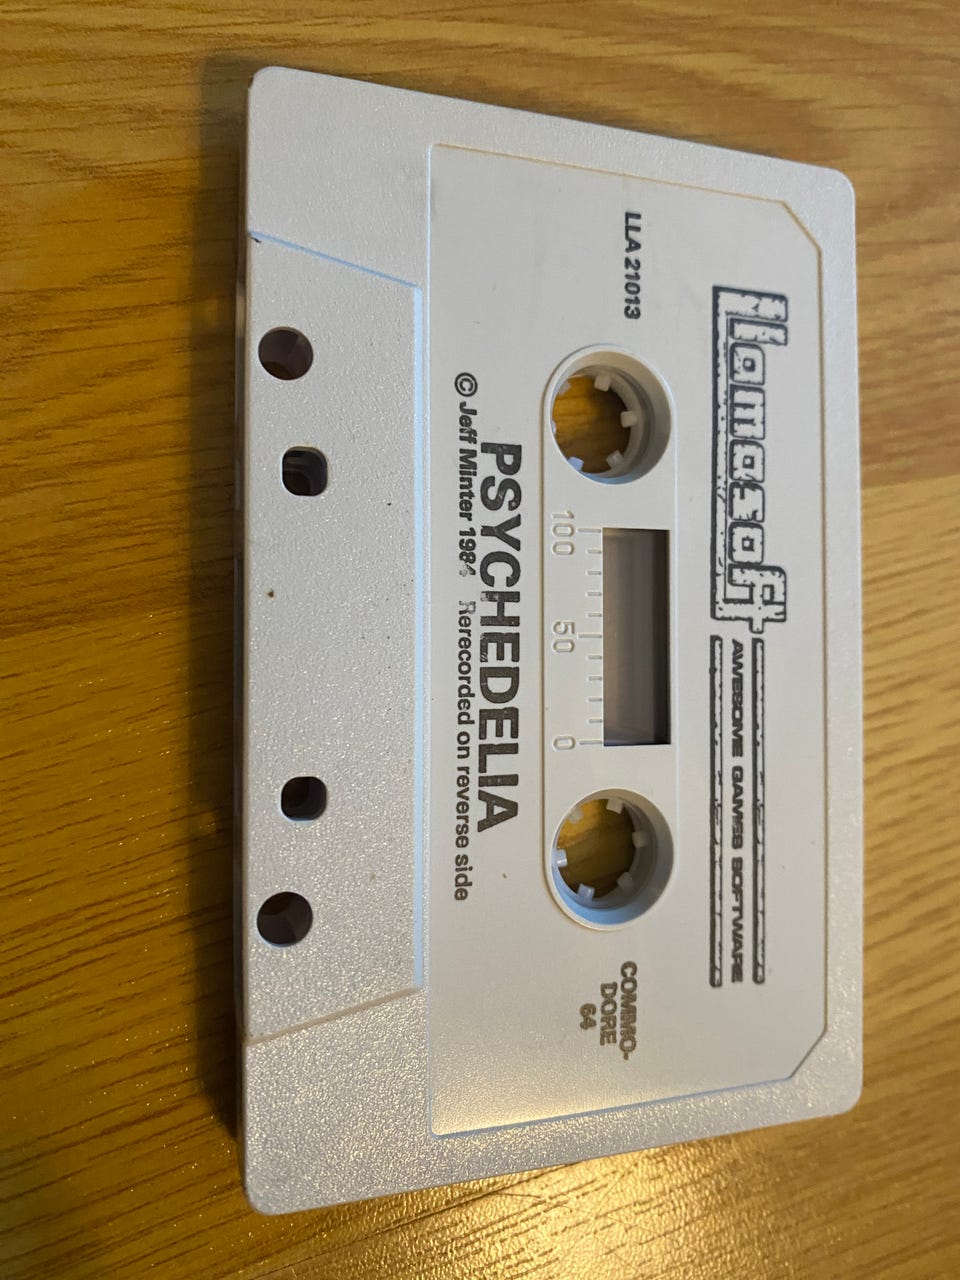 llamasoft
AWESOME GAMES SOFTWARE
LLA 21013
COMMO-
DORE
64
100 50 0
PSYCHEDELIA
© Jeff Minter 1984 Rerecorded on reverse side